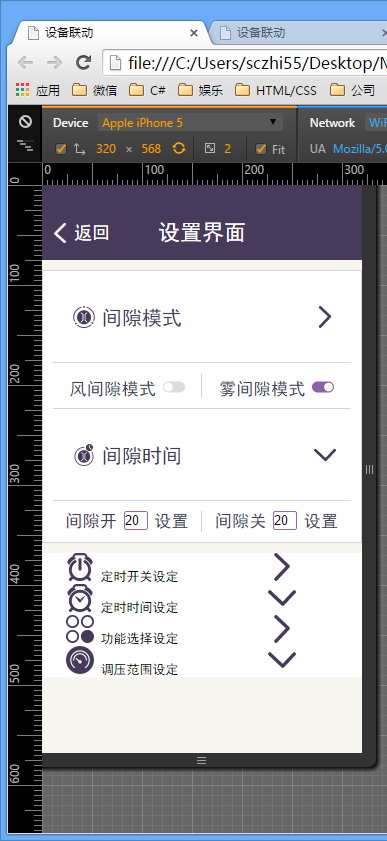 设备联动
设备联动
file:///C:/Users/sczhi55/Desktop/M
应用 微信 C# 娱乐 HTML/CSS 公司
Device Apple iPhone 5 Network WiF
320 × 568 2 Fit UA Mozilla/5.0
0 100 200 300
0
100
200
300
400
500
600
返回 设置界面
间隙模式
风间隙模式 雾间隙模式
间隙时间
间隙开 20 设置 间隙关 20 设置
定时开关设定
定时时间设定
功能选择设定
调压范围设定